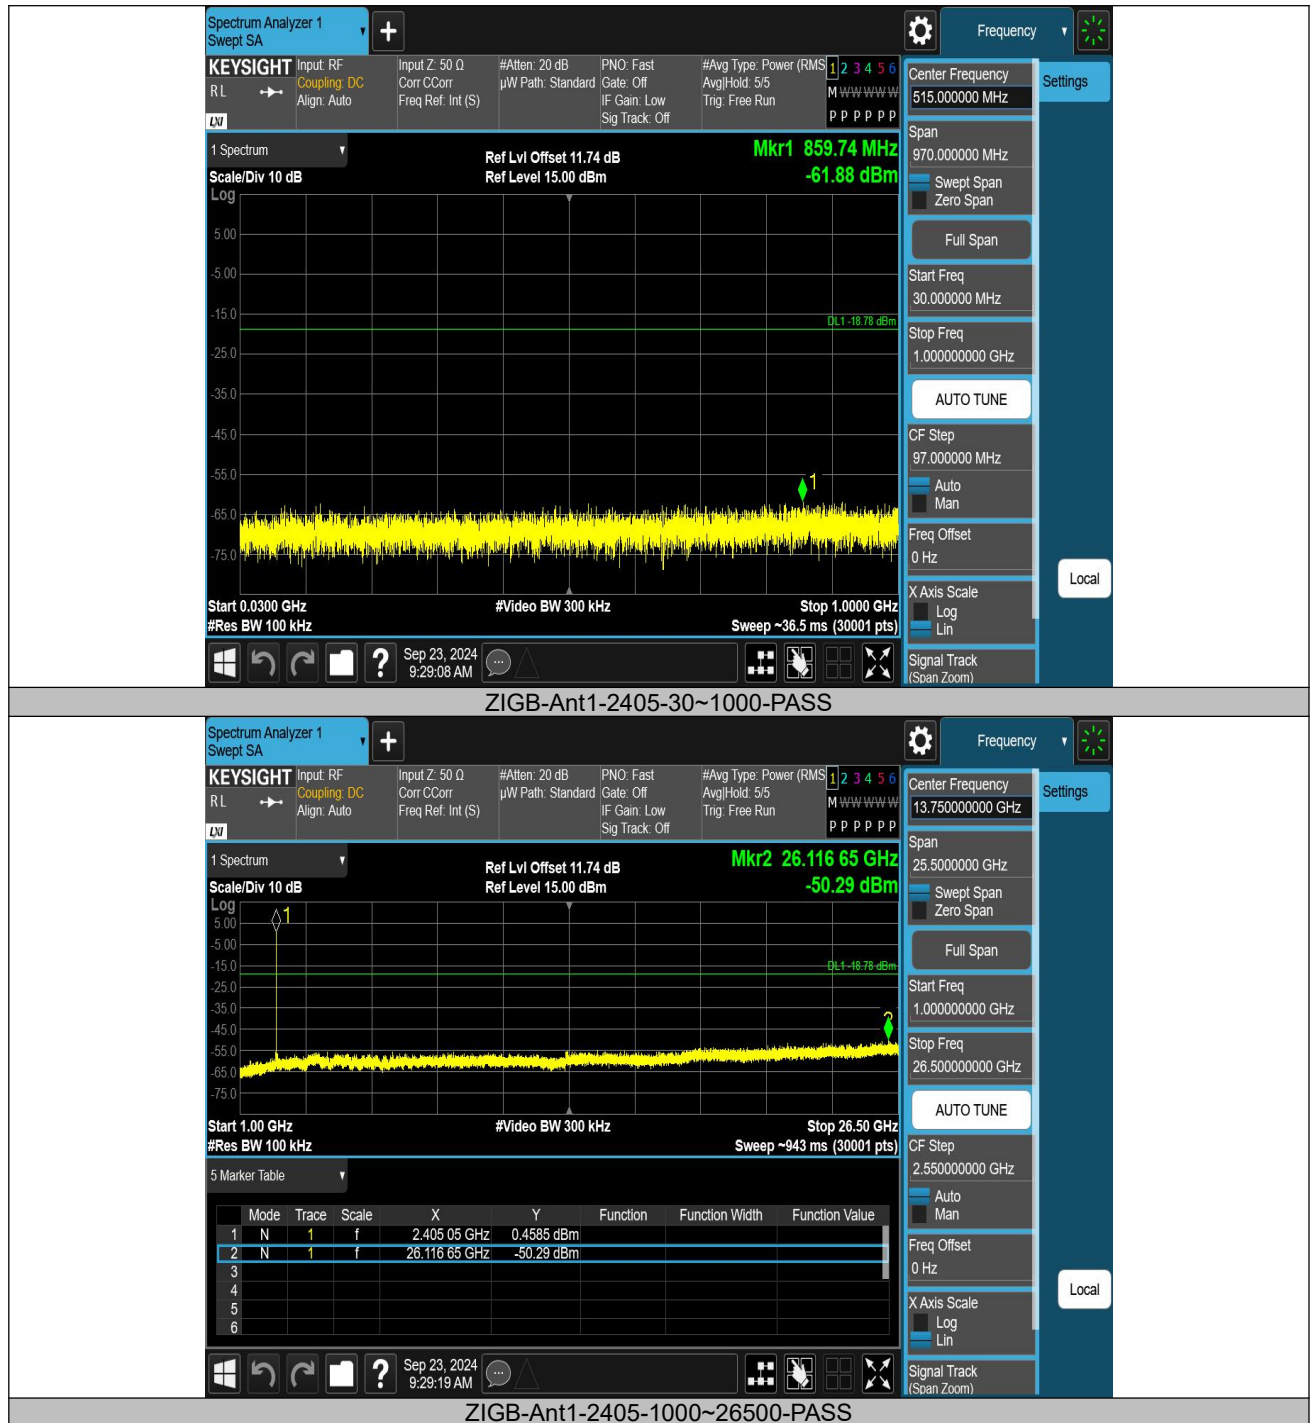 Spectrum Analyzer 1
Swept SA
Frequency
KEYSIGHT
RL
LXI
Input: RF
Coupling: DC
Align: Auto
Input Z: 50 Ω
Corr CCorr
Freq Ref: Int (S)
#Atten: 20 dB
µW Path: Standard
PNO: Fast
Gate: Off
IF Gain: Low
Sig Track: Off
#Avg Type: Power (RMS
Avg|Hold: 5/5
Trig: Free Run
1 2 3 4 5 6
M W W W W W
P P P P P P
1 Spectrum
Scale/Div 10 dB
Ref Lvl Offset 11.74 dB
Ref Level 15.00 dBm
Mkr1 859.74 MHz
-61.88 dBm
Log
5.00
-5.00
-15.0
DL1 -18.78 dBm
-25.0
-35.0
-45.0
-55.0
1
-65.0
-75.0
Start 0.0300 GHz
#Video BW 300 kHz
Stop 1.0000 GHz
#Res BW 100 kHz
Sweep ~36.5 ms (30001 pts)
Sep 23, 2024
9:29:08 AM
Center Frequency
515.000000 MHz
Span
970.000000 MHz
Swept Span
Zero Span
Full Span
Start Freq
30.000000 MHz
Stop Freq
1.000000000 GHz
AUTO TUNE
CF Step
97.000000 MHz
Auto
Man
Freq Offset
0 Hz
X Axis Scale
Log
Lin
Signal Track
(Span Zoom)
Settings
Local
ZIGB-Ant1-2405-30~1000-PASS
Spectrum Analyzer 1
Swept SA
Frequency
KEYSIGHT
RL
LXI
Input: RF
Coupling: DC
Align: Auto
Input Z: 50 Ω
Corr CCorr
Freq Ref: Int (S)
#Atten: 20 dB
µW Path: Standard
PNO: Fast
Gate: Off
IF Gain: Low
Sig Track: Off
#Avg Type: Power (RMS
Avg|Hold: 5/5
Trig: Free Run
1 2 3 4 5 6
M W W W W W
P P P P P P
1 Spectrum
Scale/Div 10 dB
Ref Lvl Offset 11.74 dB
Ref Level 15.00 dBm
Mkr2 26.116 65 GHz
-50.29 dBm
Log
1
5.00
-5.00
-15.0
DL1 -18.78 dBm
-25.0
-35.0
2
-45.0
-55.0
-65.0
-75.0
Start 1.00 GHz
#Video BW 300 kHz
Stop 26.50 GHz
#Res BW 100 kHz
Sweep ~943 ms (30001 pts)
5 Marker Table
Mode Trace Scale X Y Function Function Width Function Value
1 N 1 f 2.405 05 GHz 0.4585 dBm
2 N 1 f 26.116 65 GHz -50.29 dBm
3
4
5
6
Sep 23, 2024
9:29:19 AM
Center Frequency
13.750000000 GHz
Span
25.5000000 GHz
Swept Span
Zero Span
Full Span
Start Freq
1.000000000 GHz
Stop Freq
26.500000000 GHz
AUTO TUNE
CF Step
2.550000000 GHz
Auto
Man
Freq Offset
0 Hz
X Axis Scale
Log
Lin
Signal Track
(Span Zoom)
Settings
Local
ZIGB-Ant1-2405-1000~26500-PASS